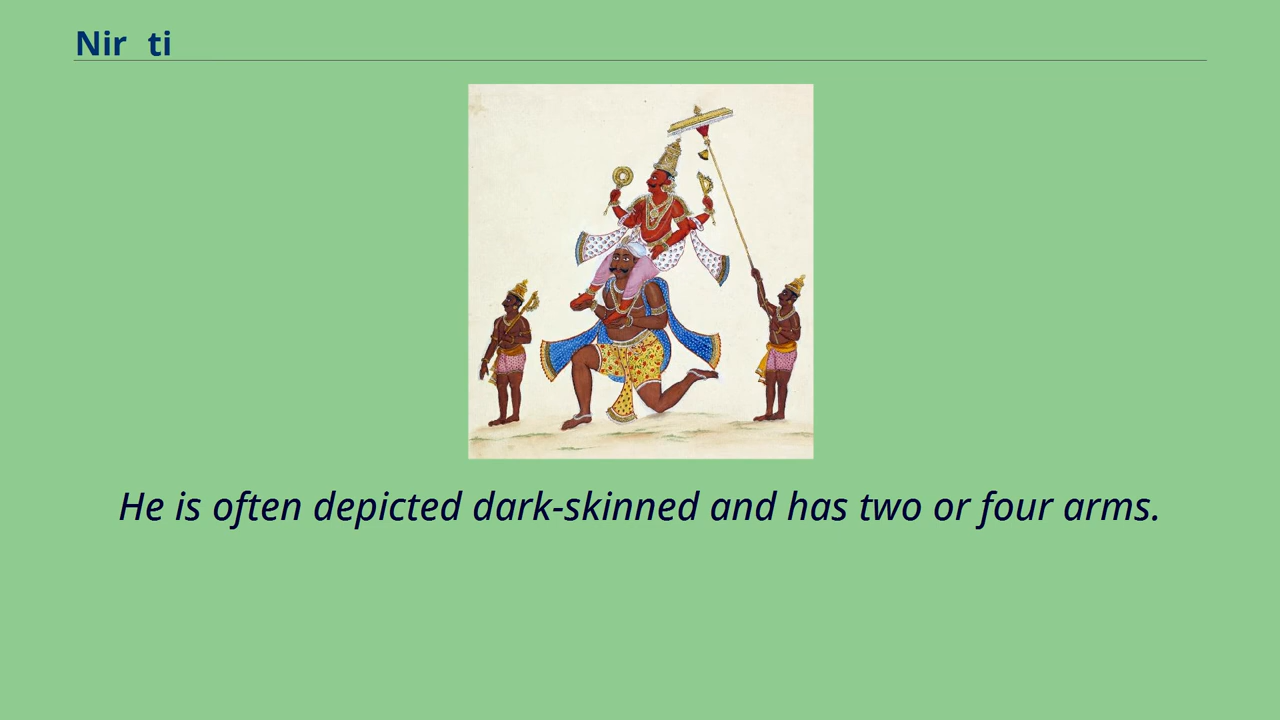 Nir ti
He is often depicted dark-skinned and has two or four arms.